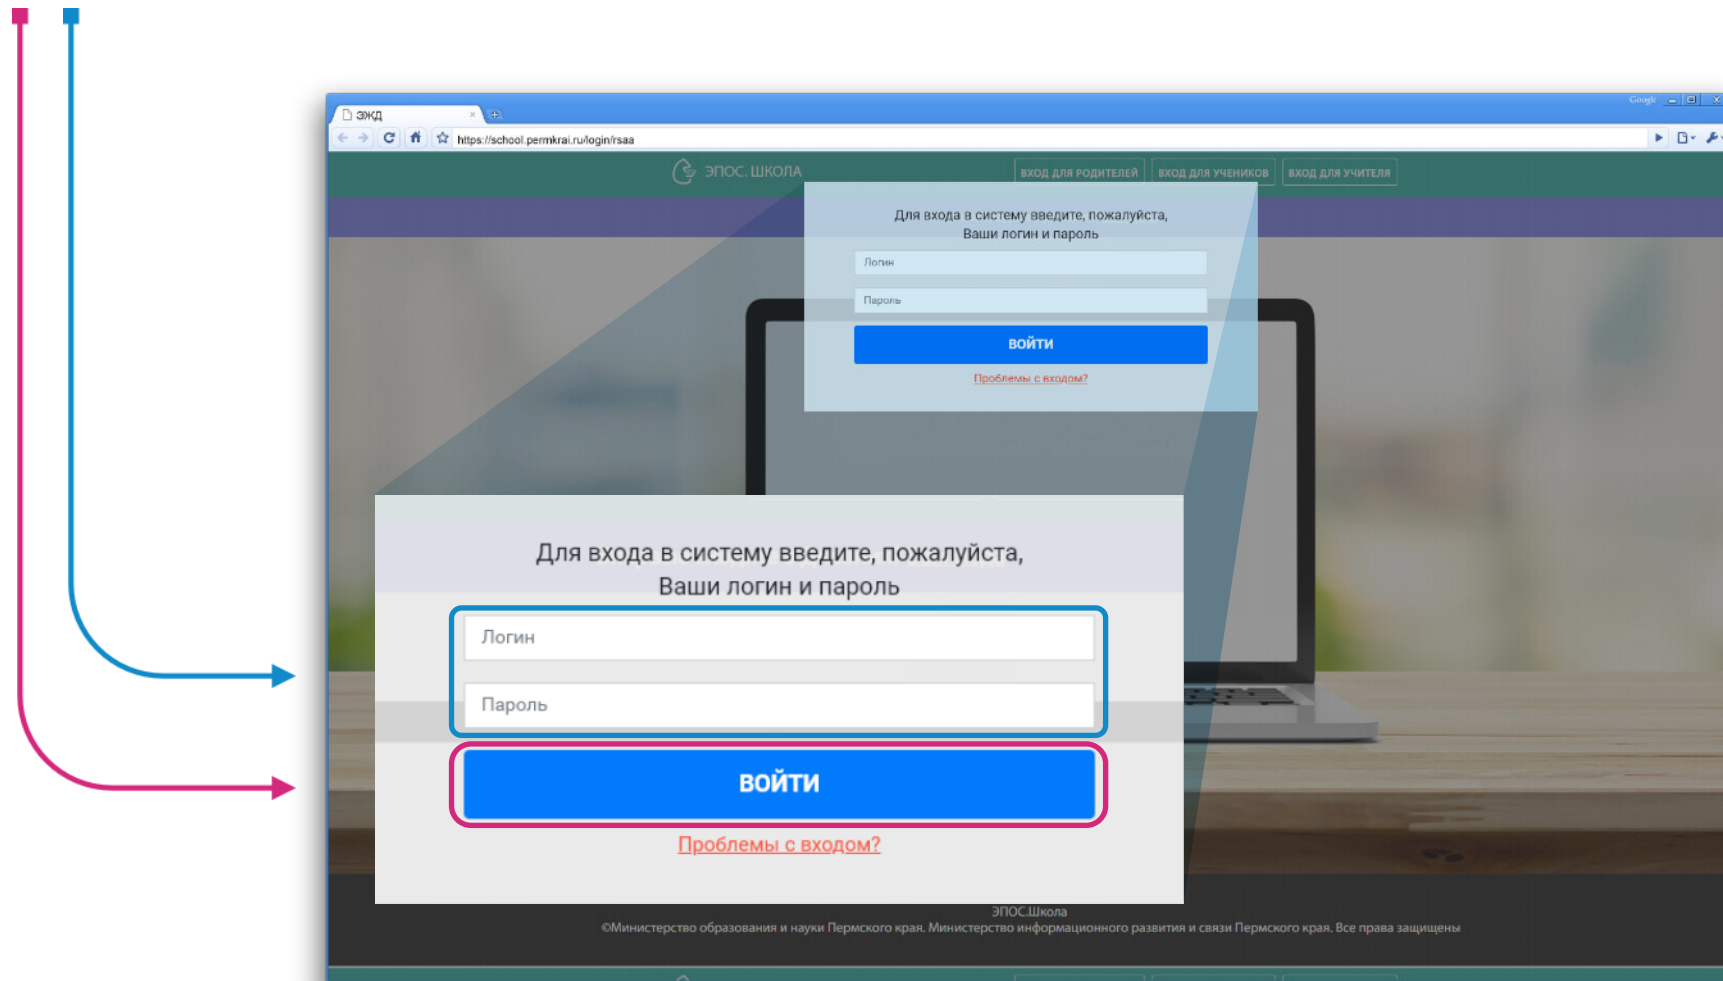 Google
ЭЖД
https://school.permkrai.ru/login/rsaa
ЭПОС. ШКОЛА
ВХОД ДЛЯ РОДИТЕЛЕЙ
ВХОД ДЛЯ УЧЕНИКОВ
ВХОД ДЛЯ УЧИТЕЛЯ
Для входа в систему введите, пожалуйста,
Ваши логин и пароль
Логин
Пароль
ВОЙТИ
Проблемы с входом?
Для входа в систему введите, пожалуйста,
Ваши логин и пароль
Логин
Пароль
ВОЙТИ
Проблемы с входом?
ЭПОС.Школа
©Министерство образования и науки Пермского края. Министерство информационного развития и связи Пермского края. Все права защищены